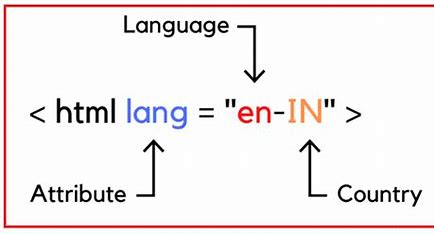 Language
< html lang = "en-IN" >
Attribute
Country